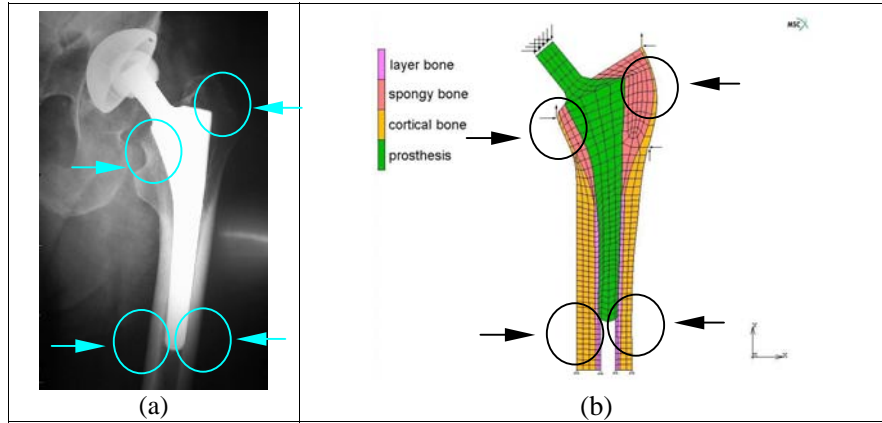 MSC X
layer bone
spongy bone
cortical bone
prosthesis
(a)
(b)